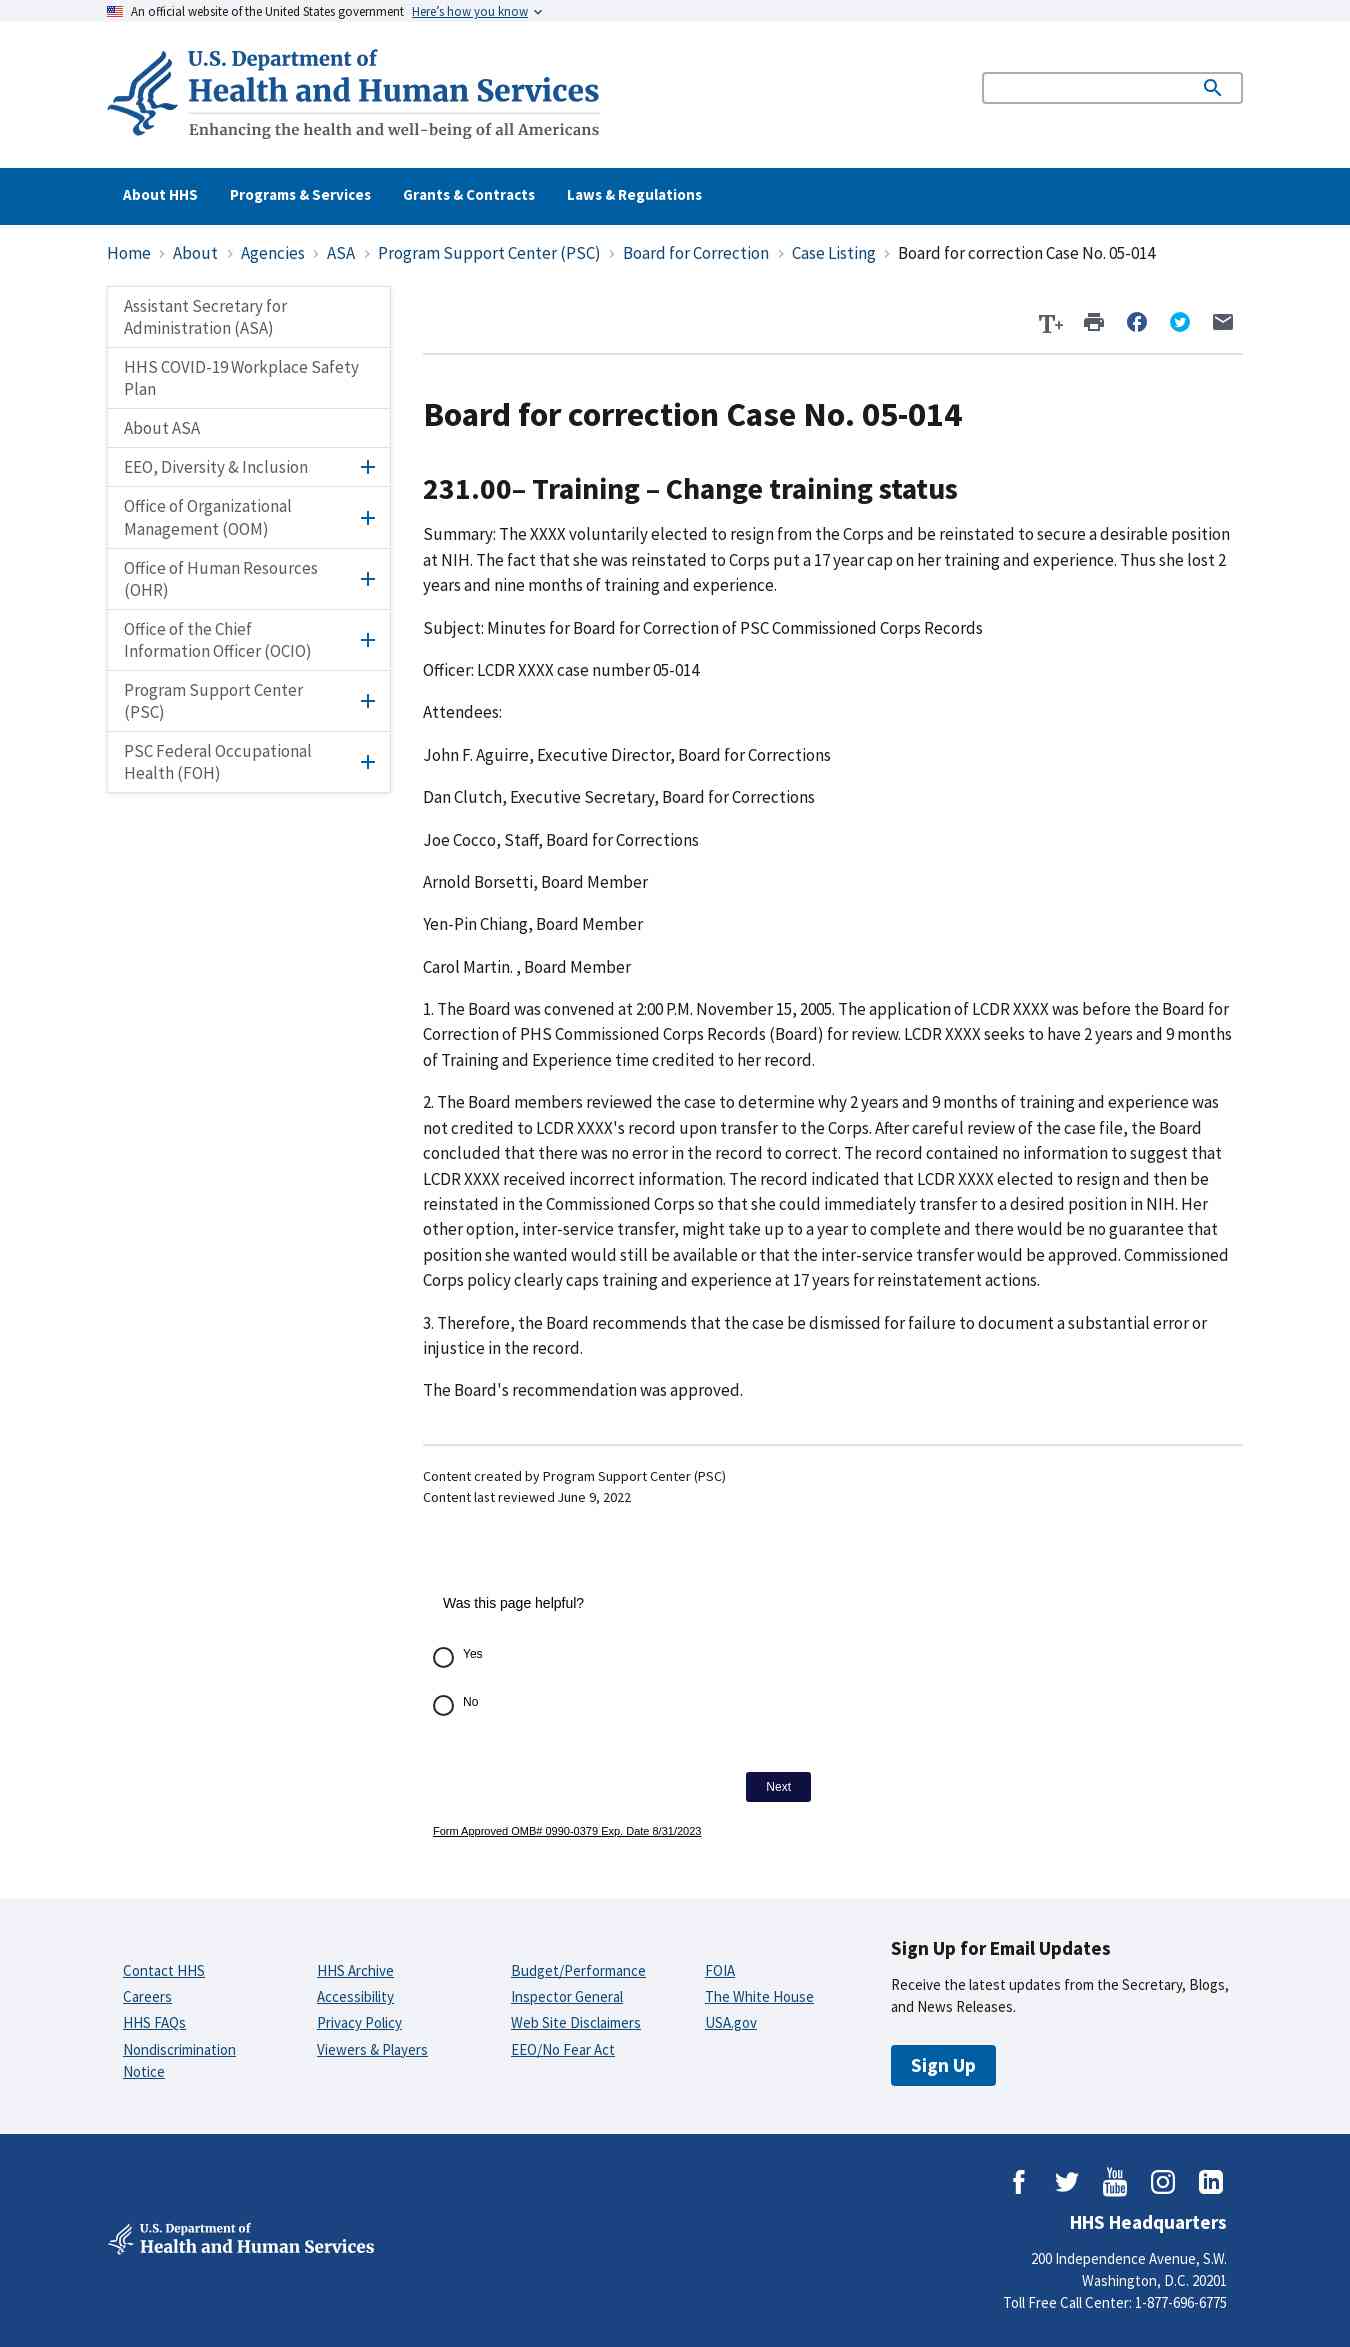 An official website of the United States government Here's how you know
U.S. Department of
Health and Human Services
Enhancing the health and well-being of all Americans
About HHS Programs & Services Grants & Contracts Laws & Regulations
Home › About › Agencies › ASA › Program Support Center (PSC) › Board for Correction › Case Listing › Board for correction Case No. 05-014
Assistant Secretary for
Administration (ASA)
HHS COVID-19 Workplace Safety
Plan
About ASA
EEO, Diversity & Inclusion
Office of Organizational
Management (OOM)
Office of Human Resources
(OHR)
Office of the Chief
Information Officer (OCIO)
Program Support Center
(PSC)
PSC Federal Occupational
Health (FOH)
T+
Board for correction Case No. 05-014
231.00– Training – Change training status
Summary: The XXXX voluntarily elected to resign from the Corps and be reinstated to secure a desirable position
at NIH. The fact that she was reinstated to Corps put a 17 year cap on her training and experience. Thus she lost 2
years and nine months of training and experience.
Subject: Minutes for Board for Correction of PSC Commissioned Corps Records
Officer: LCDR XXXX case number 05-014
Attendees:
John F. Aguirre, Executive Director, Board for Corrections
Dan Clutch, Executive Secretary, Board for Corrections
Joe Cocco, Staff, Board for Corrections
Arnold Borsetti, Board Member
Yen-Pin Chiang, Board Member
Carol Martin. , Board Member
1. The Board was convened at 2:00 P.M. November 15, 2005. The application of LCDR XXXX was before the Board for
Correction of PHS Commissioned Corps Records (Board) for review. LCDR XXXX seeks to have 2 years and 9 months
of Training and Experience time credited to her record.
2. The Board members reviewed the case to determine why 2 years and 9 months of training and experience was
not credited to LCDR XXXX's record upon transfer to the Corps. After careful review of the case file, the Board
concluded that there was no error in the record to correct. The record contained no information to suggest that
LCDR XXXX received incorrect information. The record indicated that LCDR XXXX elected to resign and then be
reinstated in the Commissioned Corps so that she could immediately transfer to a desired position in NIH. Her
other option, inter-service transfer, might take up to a year to complete and there would be no guarantee that
position she wanted would still be available or that the inter-service transfer would be approved. Commissioned
Corps policy clearly caps training and experience at 17 years for reinstatement actions.
3. Therefore, the Board recommends that the case be dismissed for failure to document a substantial error or
injustice in the record.
The Board's recommendation was approved.
Content created by Program Support Center (PSC)
Content last reviewed June 9, 2022
Was this page helpful?
Yes
No
Next
Form Approved OMB# 0990-0379 Exp. Date 8/31/2023
Contact HHS
Careers
HHS FAQs
Nondiscrimination
Notice
HHS Archive
Accessibility
Privacy Policy
Viewers & Players
Budget/Performance
Inspector General
Web Site Disclaimers
EEO/No Fear Act
FOIA
The White House
USA.gov
Sign Up for Email Updates
Receive the latest updates from the Secretary, Blogs,
and News Releases.
Sign Up
You
Tube
in
U.S. Department of
Health and Human Services
HHS Headquarters
200 Independence Avenue, S.W.
Washington, D.C. 20201
Toll Free Call Center: 1-877-696-6775